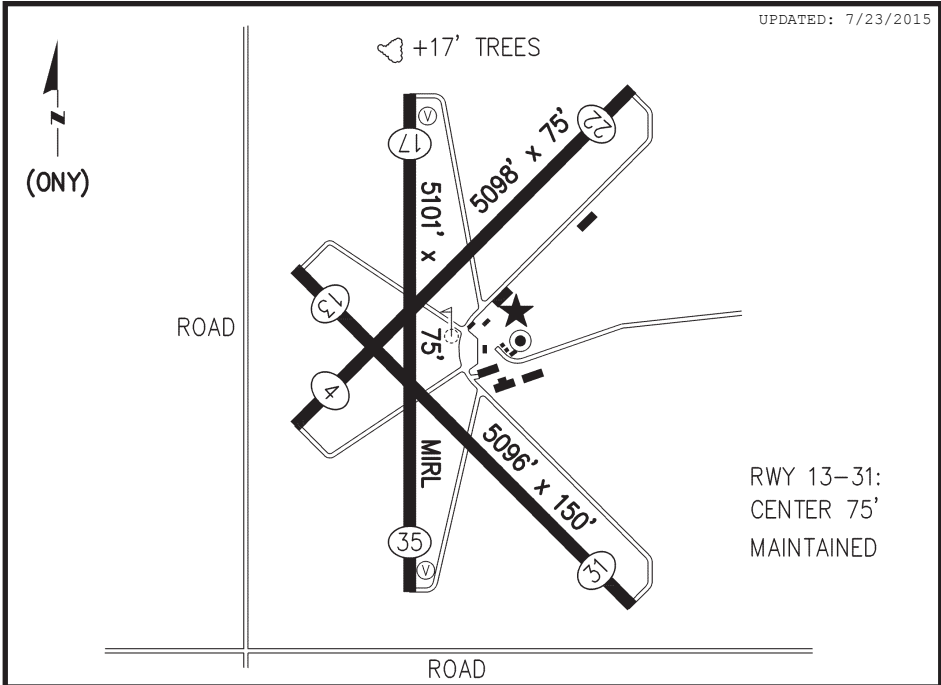 UPDATED: 7/23/2015
+17' TREES
N
(ONY)
V
17
22
5098' x 75'
5101' x 75'
13
ROAD
4
MIRL
5096' x 150'
RWY 13-31:
CENTER 75'
MAINTAINED
35
V
31
ROAD